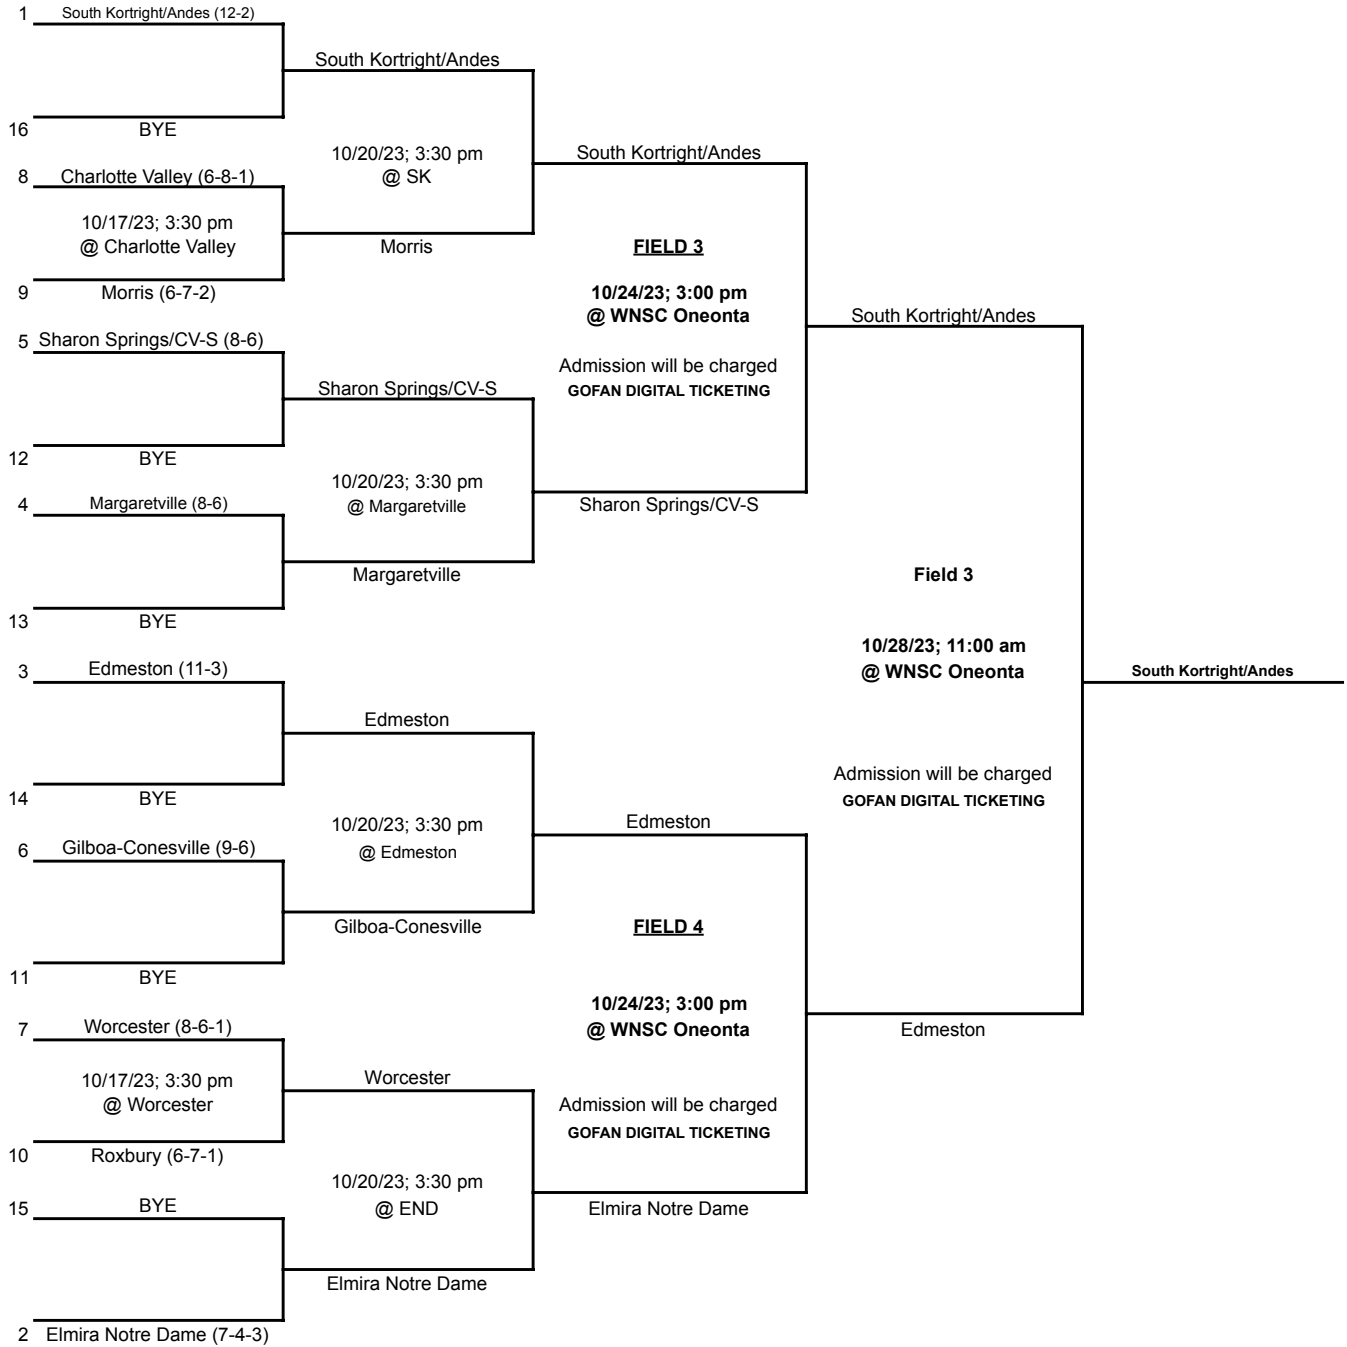 1 South Kortright/Andes (12-2)
South Kortright/Andes
16 BYE
10/20/23; 3:30 pm
@ SK
South Kortright/Andes
8 Charlotte Valley (6-8-1)
10/17/23; 3:30 pm
@ Charlotte Valley
Morris
9 Morris (6-7-2)
FIELD 3
10/24/23; 3:00 pm
@ WNSC Oneonta
Admission will be charged
GOFAN DIGITAL TICKETING
South Kortright/Andes
5 Sharon Springs/CV-S (8-6)
Sharon Springs/CV-S
12 BYE
10/20/23; 3:30 pm
@ Margaretville
Sharon Springs/CV-S
4 Margaretville (8-6)
Margaretville
13 BYE
Field 3
10/28/23; 11:00 am
@ WNSC Oneonta
South Kortright/Andes
Admission will be charged
GOFAN DIGITAL TICKETING
3 Edmeston (11-3)
Edmeston
14 BYE
10/20/23; 3:30 pm
@ Edmeston
Edmeston
6 Gilboa-Conesville (9-6)
Gilboa-Conesville
11 BYE
FIELD 4
10/24/23; 3:00 pm
@ WNSC Oneonta
Admission will be charged
GOFAN DIGITAL TICKETING
Edmeston
7 Worcester (8-6-1)
10/17/23; 3:30 pm
@ Worcester
Worcester
10 Roxbury (6-7-1)
10/20/23; 3:30 pm
@ END
Elmira Notre Dame
15 BYE
Elmira Notre Dame
2 Elmira Notre Dame (7-4-3)